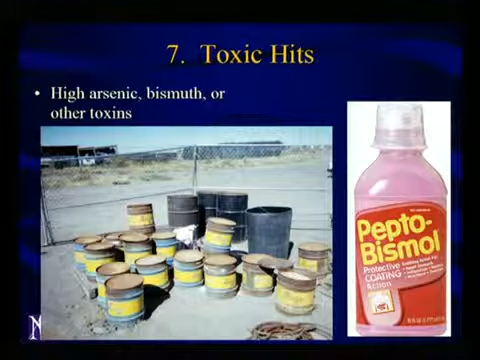 7. Toxic Hits
• High arsenic, bismuth, or
other toxins
Pepto-
Bismol
Protective
COATING
Action
N